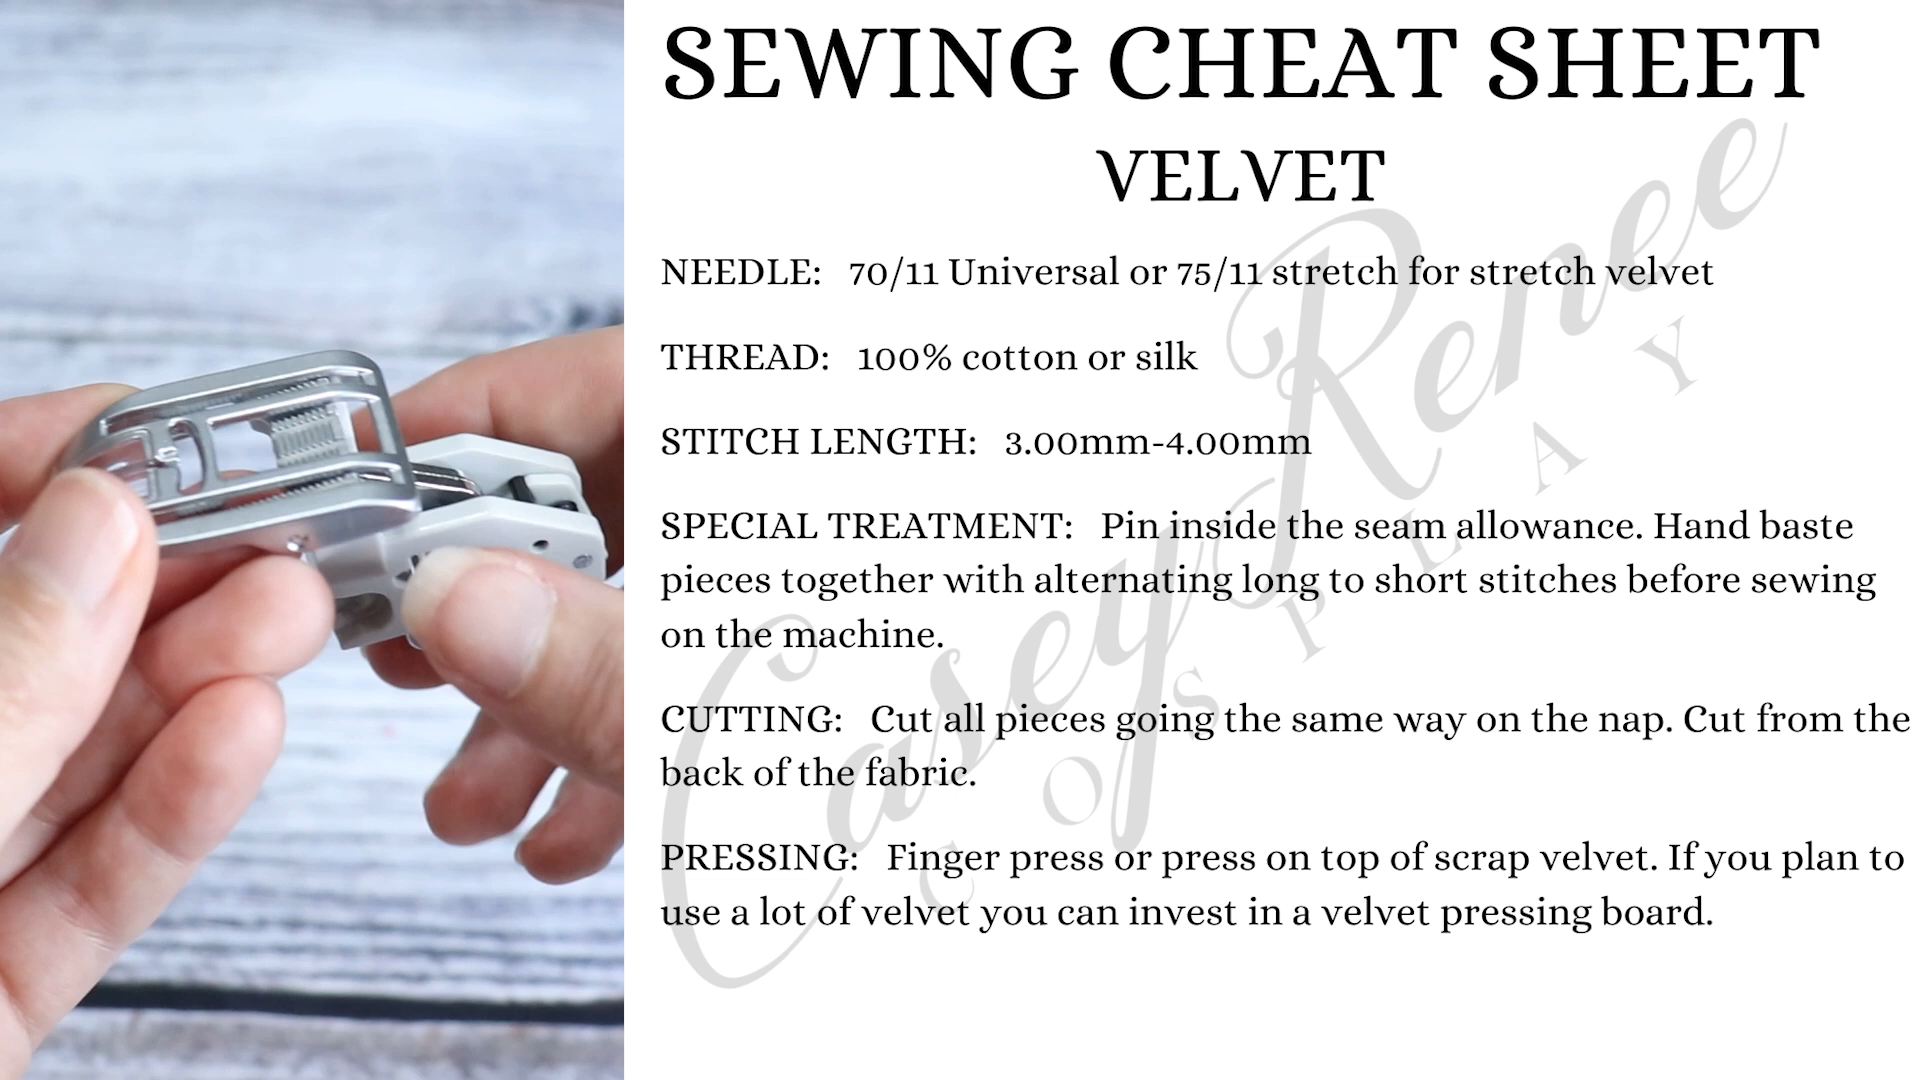 SEWING CHEAT SHEET
VELVET
NEEDLE: 70/11 Universal or 75/11 stretch for stretch velvet
THREAD: 100% cotton or silk
STITCH LENGTH: 3.00mm-4.00mm
SPECIAL TREATMENT: Pin inside the seam allowance. Hand baste
pieces together with alternating long to short stitches before sewing
on the machine.
CUTTING: Cut all pieces going the same way on the nap. Cut from the
back of the fabric.
PRESSING: Finger press or press on top of scrap velvet. If you plan to
use a lot of velvet you can invest in a velvet pressing board.
Casey Renee
COSPLAY